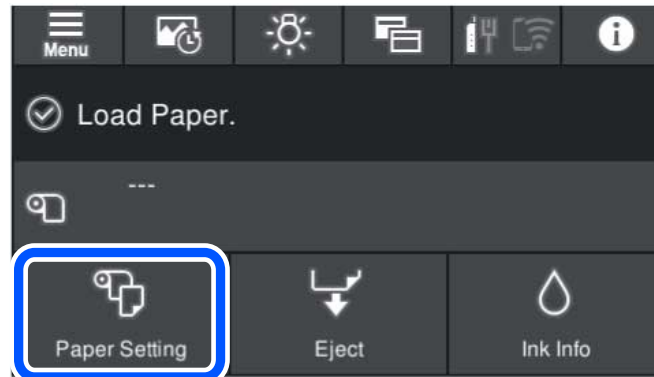 Menu
Load Paper.
---
Paper Setting
Eject
Ink Info